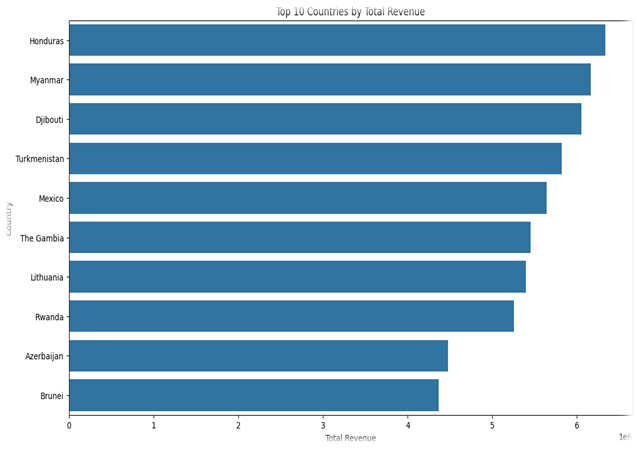 Top 10 Countries by Total Revenue
Honduras
Myanmar
Djibouti
Turkmenistan
Mexico
The Gambia
Lithuania
Rwanda
Azerbaijan
Brunei
Country
0 1 2 3 4 5 6
1e6
Total Revenue